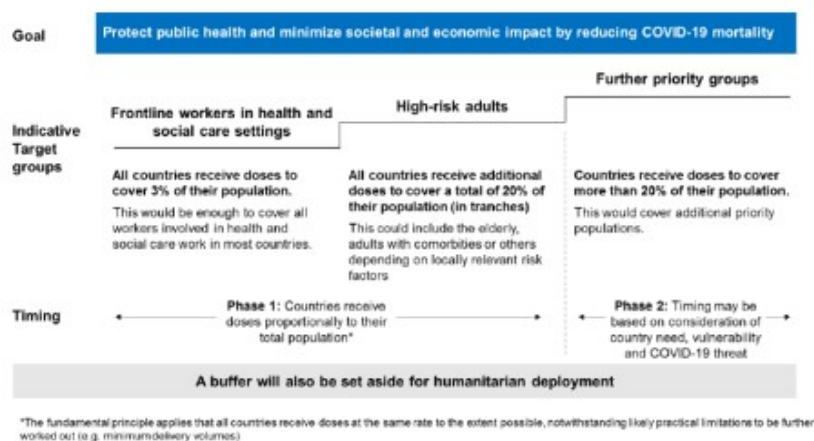 Goal
Protect public health and minimize societal and economic impact by reducing COVID-19 mortality
Indicative
Target
groups
Frontline workers in health and
social care settings
All countries receive doses to
cover 3% of their population.
This would be enough to cover all
workers involved in health and
social care work in most countries.
High-risk adults
All countries receive additional
doses to cover a total of 20% of
their population (in tranches)
This could include the elderly,
adults with comorbities or others
depending on locally relevant risk
factors
Further priority groups
Countries receive doses to cover
more than 20% of their population.
This would cover additional priority
populations.
Timing
Phase 1: Countries receive
doses proportionally to their
total population*
Phase 2: Timing may be
based on consideration of
country need, vulnerability
and COVID-19 threat
A buffer will also be set aside for humanitarian deployment
*The fundamental principle applies that all countries receive doses at the same rate to the extent possible, notwithstanding likely practical limitations to be further
worked out (e.g. minimum delivery volumes)